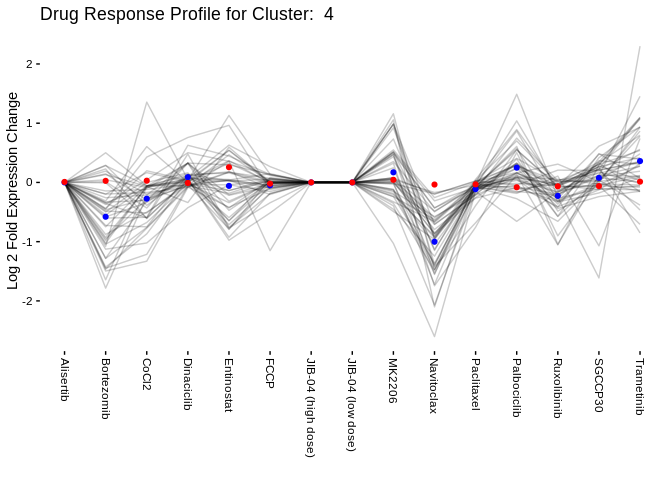 Drug Response Profile for Cluster:  4
Log 2 Fold Expression Change
2
1
0
-1
-2
Alisertib
Bortezomib
CoCl2
Dinaciclib
Entinostat
FCCP
JIB-04 (high dose)
JIB-04 (low dose)
MK2206
Navitoclax
Paclitaxel
Palbociclib
Ruxolibinib
SGCCP30
Trametinib